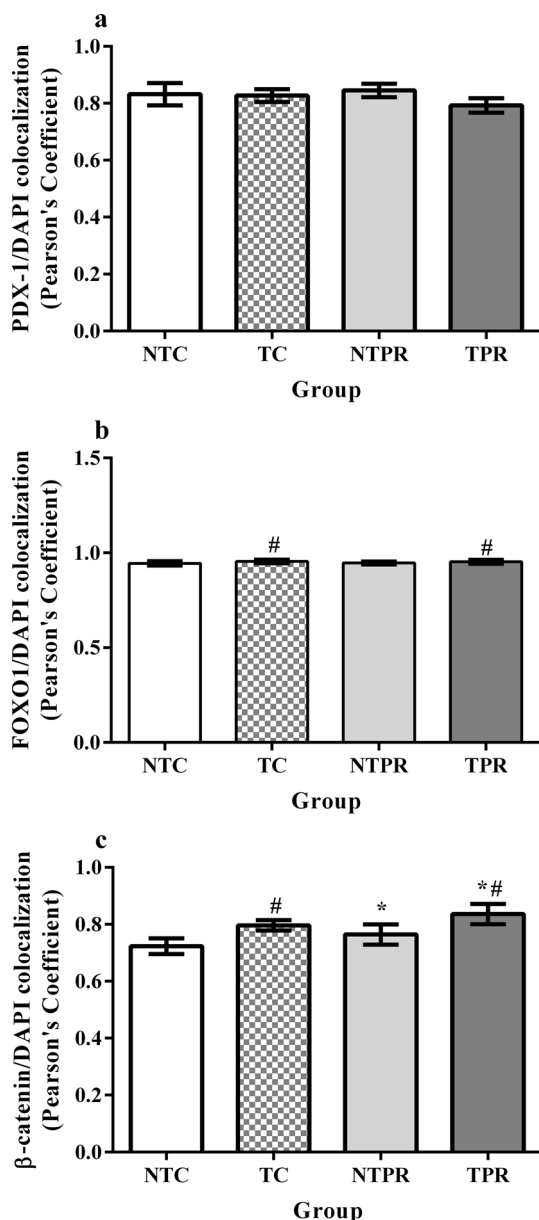 a
PDX-1/DAPI colocalization
(Pearson's Coefficient)
1.0
0.8
0.6
0.4
0.2
0.0
NTC TC NTPR TPR
Group
b
FOXO1/DAPI colocalization
(Pearson's Coefficient)
1.5
1.0
0.5
0.0
# #
NTC TC NTPR TPR
Group
c
β-catenin/DAPI colocalization
(Pearson's Coefficient)
1.0
0.8
0.6
0.4
0.2
0.0
# * *#
NTC TC NTPR TPR
Group